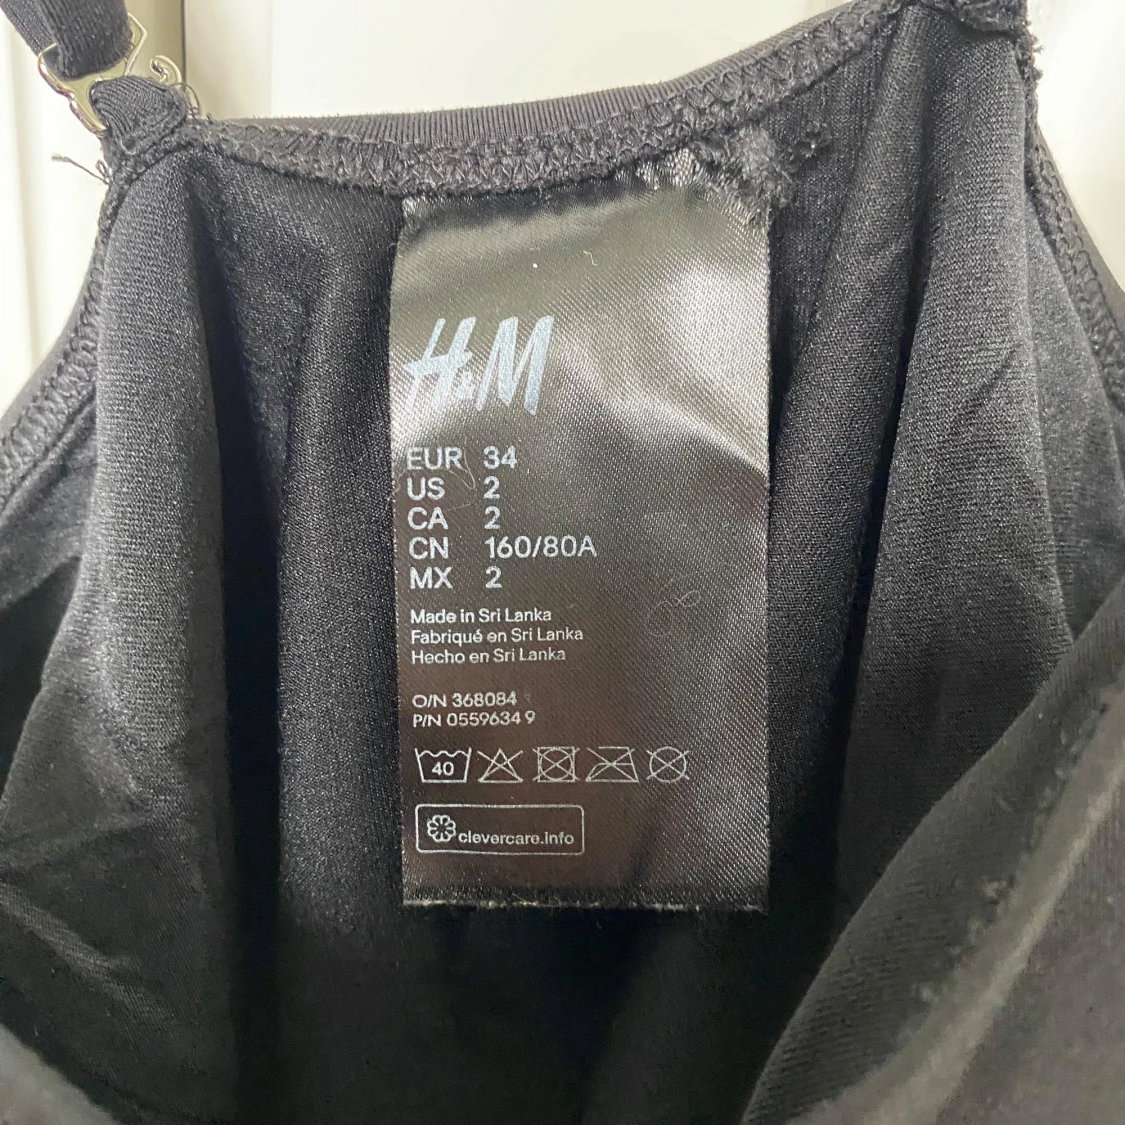 H&M
EUR 34
US 2
CA 2
CN 160/80A
MX 2
Made in Sri Lanka
Fabriqué en Sri Lanka
Hecho en Sri Lanka
O/N 368084
P/N 0559634 9
40
clevercare.info